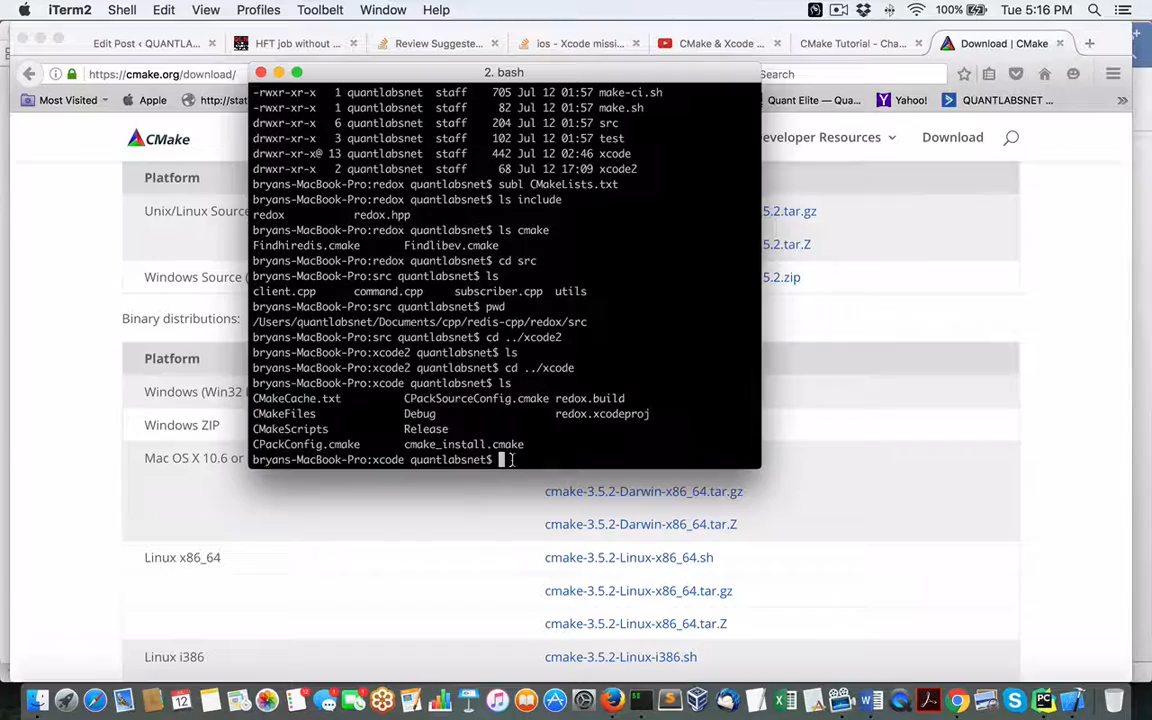 iTerm2 Shell Edit View Profiles Toolbelt Window Help 100% Tue 5:16 PM
Edit Post ‹ QUANTLA... HFT job without ... Review Suggeste... ios - Xcode missi... CMake & Xcode ... CMake Tutorial - Cha... Download | CMake
https://cmake.org/download/ Search
Most Visited Apple http://stat Quant Elite — Qua... Yahoo! QUANTLABSNET ...
2. bash
CMake eveloper Resources Download
Platform
Unix/Linux Source 5.2.tar.gz
5.2.tar.Z
Windows Source ( 5.2.zip
Binary distributions:
Platform
Windows (Win32 I
Windows ZIP
Mac OS X 10.6 or
cmake-3.5.2-Darwin-x86_64.tar.gz
cmake-3.5.2-Darwin-x86_64.tar.Z
Linux x86_64 cmake-3.5.2-Linux-x86_64.sh
cmake-3.5.2-Linux-x86_64.tar.gz
cmake-3.5.2-Linux-x86_64.tar.Z
Linux i386 cmake-3.5.2-Linux-i386.sh
-rwxr-xr-x 1 quantlabsnet staff 705 Jul 12 01:57 make-ci.sh
-rwxr-xr-x 1 quantlabsnet staff 82 Jul 12 01:57 make.sh
drwxr-xr-x 6 quantlabsnet staff 204 Jul 12 01:57 src
drwxr-xr-x 3 quantlabsnet staff 102 Jul 12 01:57 test
drwxr-xr-x@ 13 quantlabsnet staff 442 Jul 12 02:46 xcode
drwxr-xr-x 2 quantlabsnet staff 68 Jul 12 17:09 xcode2
bryans-MacBook-Pro:redox quantlabsnet$ subl CMakeLists.txt
bryans-MacBook-Pro:redox quantlabsnet$ ls include
redox redox.hpp
bryans-MacBook-Pro:redox quantlabsnet$ ls cmake
Findhiredis.cmake Findlibev.cmake
bryans-MacBook-Pro:redox quantlabsnet$ cd src
bryans-MacBook-Pro:src quantlabsnet$ ls
client.cpp command.cpp subscriber.cpp utils
bryans-MacBook-Pro:src quantlabsnet$ pwd
/Users/quantlabsnet/Documents/cpp/redis-cpp/redox/src
bryans-MacBook-Pro:src quantlabsnet$ cd ../xcode2
bryans-MacBook-Pro:xcode2 quantlabsnet$ ls
bryans-MacBook-Pro:xcode2 quantlabsnet$ cd ../xcode
bryans-MacBook-Pro:xcode quantlabsnet$ ls
CMakeCache.txt CPackSourceConfig.cmake redox.build
CMakeFiles Debug redox.xcodeproj
CMakeScripts Release
CPackConfig.cmake cmake_install.cmake
bryans-MacBook-Pro:xcode quantlabsnet$